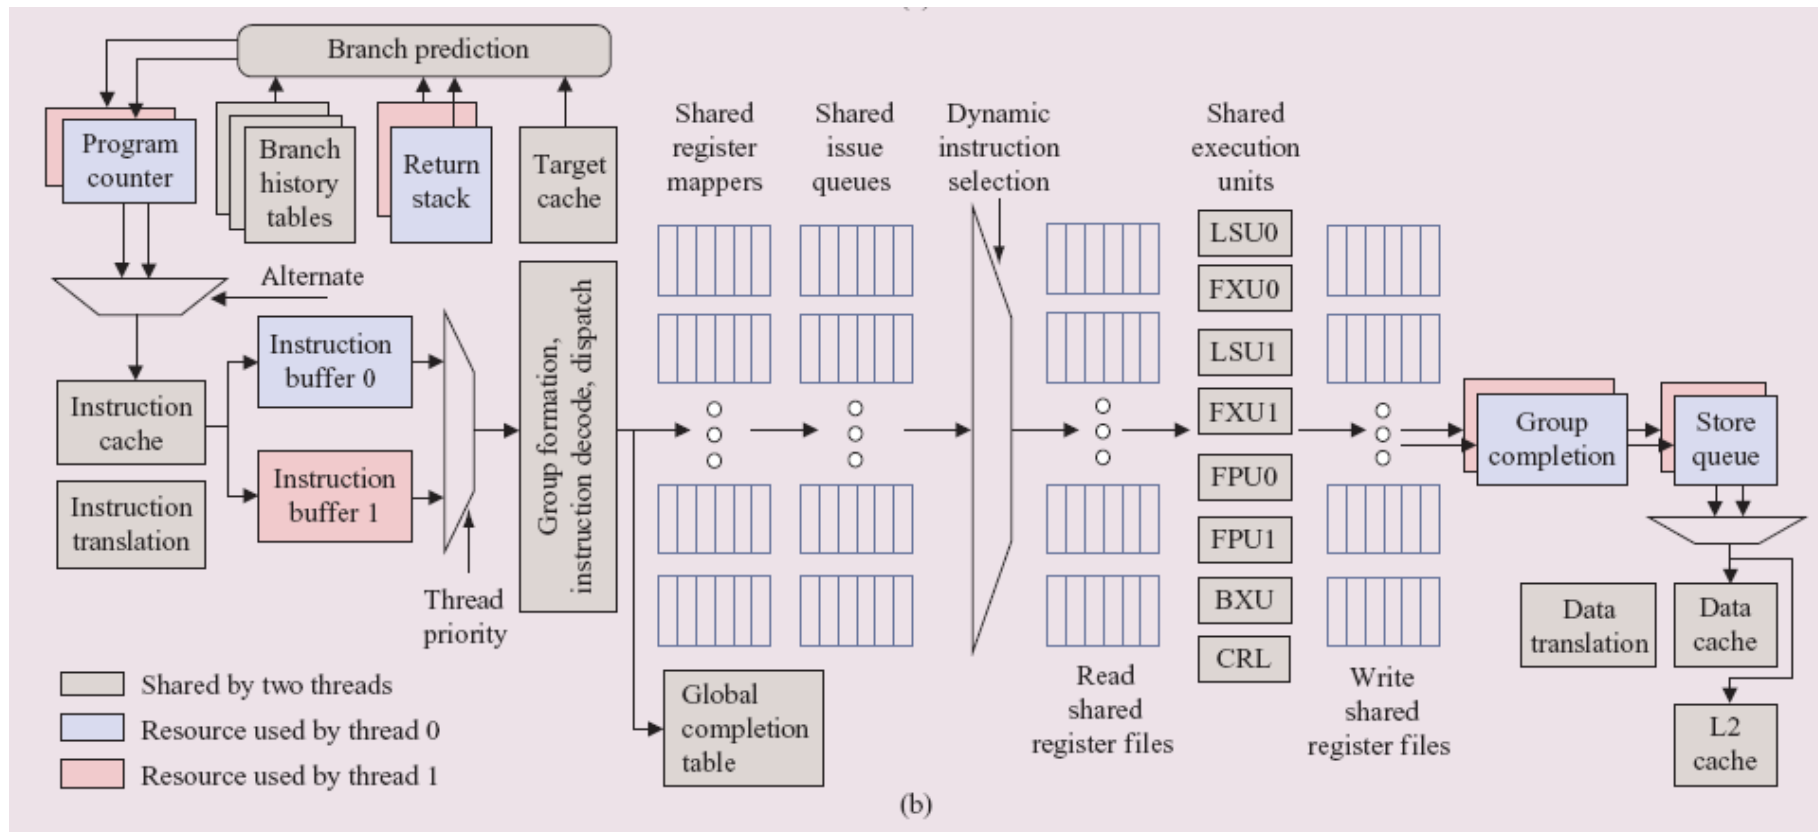 Branch prediction
Program
counter
Branch
history
tables
Return
stack
Target
cache
Shared
register
mappers
Shared
issue
queues
Dynamic
instruction
selection
Shared
execution
units
Alternate
Instruction
cache
Instruction
translation
Instruction
buffer 0
Instruction
buffer 1
Thread
priority
Group formation,
instruction decode, dispatch
Global
completion
table
LSU0
FXU0
LSU1
FXU1
FPU0
FPU1
BXU
CRL
Read
shared
register files
Write
shared
register files
Group
completion
Store
queue
Data
translation
Data
cache
L2
cache
Shared by two threads
Resource used by thread 0
Resource used by thread 1
(b)